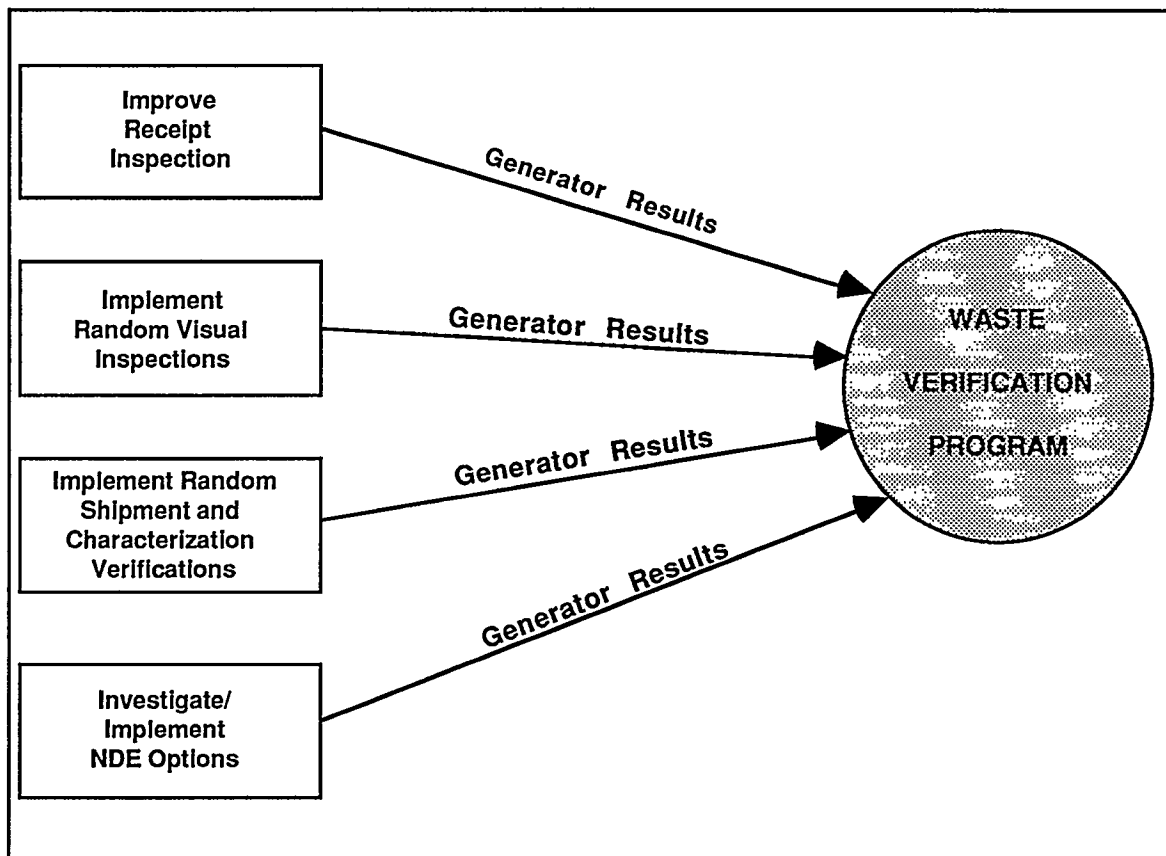 Improve
Receipt
Inspection
Generator Results
Implement
Random Visual
Inspections
Generator Results
Implement Random
Shipment and
Characterization
Verifications
Generator Results
Investigate/
Implement
NDE Options
Generator Results
WASTE
VERIFICATION
PROGRAM